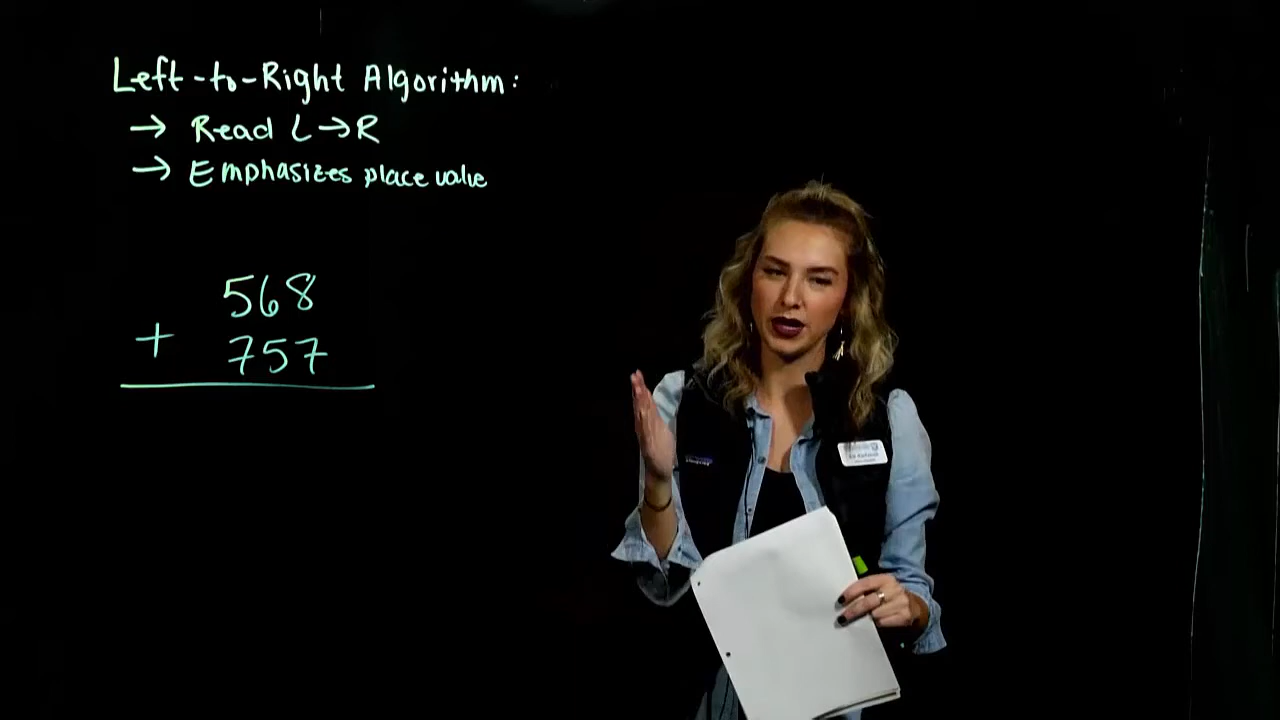 Left-to-Right Algorithm:
→ Read L→R
→ Emphasizes place value
568
+ 757